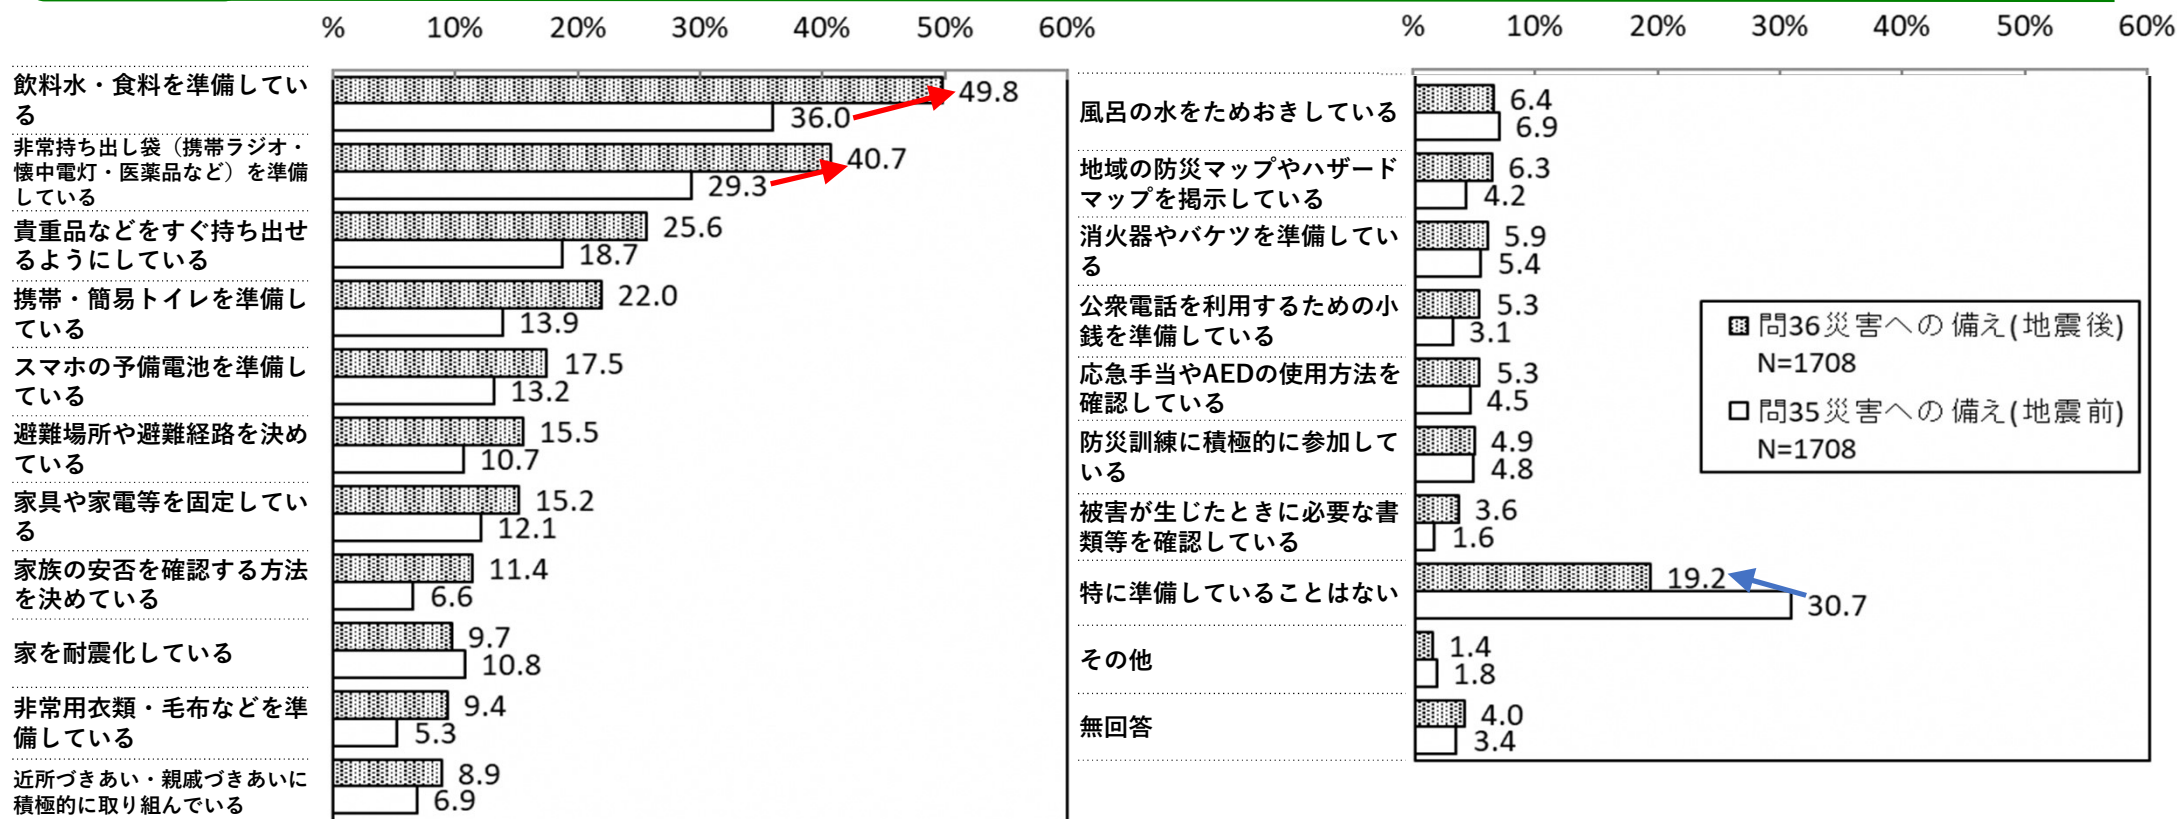 % 10% 20% 30% 40% 50% 60%
飲料水・食料を準備してい
る
49.8
36.0
非常持ち出し袋（携帯ラジオ・
懐中電灯・医薬品など）を準備
している
40.7
29.3
貴重品などをすぐ持ち出せ
るようにしている
25.6
18.7
携帯・簡易トイレを準備し
ている
22.0
13.9
スマホの予備電池を準備し
ている
17.5
13.2
避難場所や避難経路を決め
ている
15.5
10.7
家具や家電等を固定してい
る
15.2
12.1
家族の安否を確認する方法
を決めている
11.4
6.6
家を耐震化している
9.7
10.8
非常用衣類・毛布などを準
備している
9.4
5.3
近所づきあい・親戚づきあいに
積極的に取り組んでいる
8.9
6.9
% 10% 20% 30% 40% 50% 60%
風呂の水をためおきしている
6.4
6.9
地域の防災マップやハザード
マップを掲示している
6.3
4.2
消火器やバケツを準備してい
る
5.9
5.4
公衆電話を利用するための小
銭を準備している
5.3
3.1
応急手当やAEDの使用方法を
確認している
5.3
4.5
防災訓練に積極的に参加して
いる
4.9
4.8
被害が生じたときに必要な書
類等を確認している
3.6
1.6
特に準備していることはない
19.2
30.7
その他
1.4
1.8
無回答
4.0
3.4
問36災害への備え(地震後)
N=1708
問35災害への備え(地震前)
N=1708